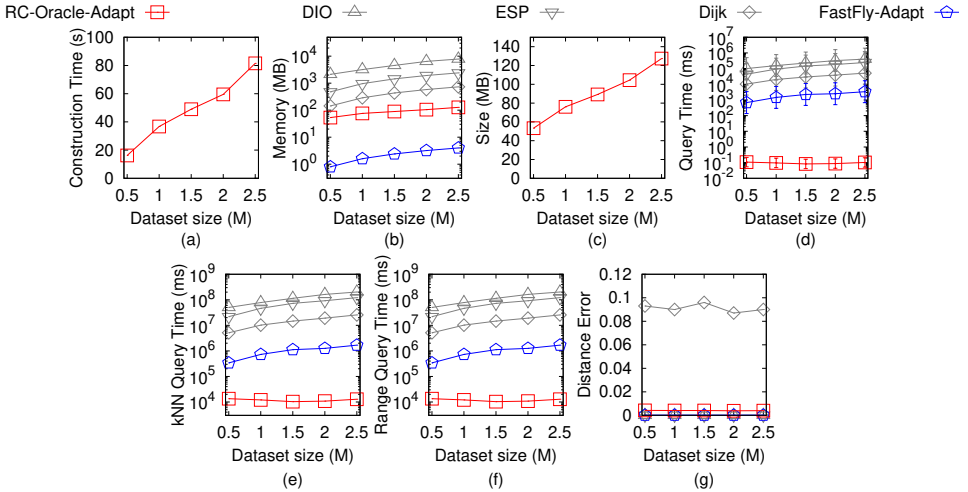 RC-Oracle-Adapt DIO ESP Dijk FastFly-Adapt
Construction Time (s)
100
80
60
40
20
0
0.5 1 1.5 2 2.5
Dataset size (M)
(a)
Memory (MB)
10^4
10^3
10^2
10^1
10^0
0.5 1 1.5 2 2.5
Dataset size (M)
(b)
Size (MB)
140
120
100
80
60
40
20
0
0.5 1 1.5 2 2.5
Dataset size (M)
(c)
Query Time (ms)
10^6
10^5
10^4
10^3
10^2
10^1
10^0
10^-1
10^-2
0.5 1 1.5 2 2.5
Dataset size (M)
(d)
kNN Query Time (ms)
10^9
10^8
10^7
10^6
10^5
10^4
0.5 1 1.5 2 2.5
Dataset size (M)
(e)
Range Query Time (ms)
10^9
10^8
10^7
10^6
10^5
10^4
0.5 1 1.5 2 2.5
Dataset size (M)
(f)
Distance Error
0.12
0.1
0.08
0.06
0.04
0.02
0
0.5 1 1.5 2 2.5
Dataset size (M)
(g)